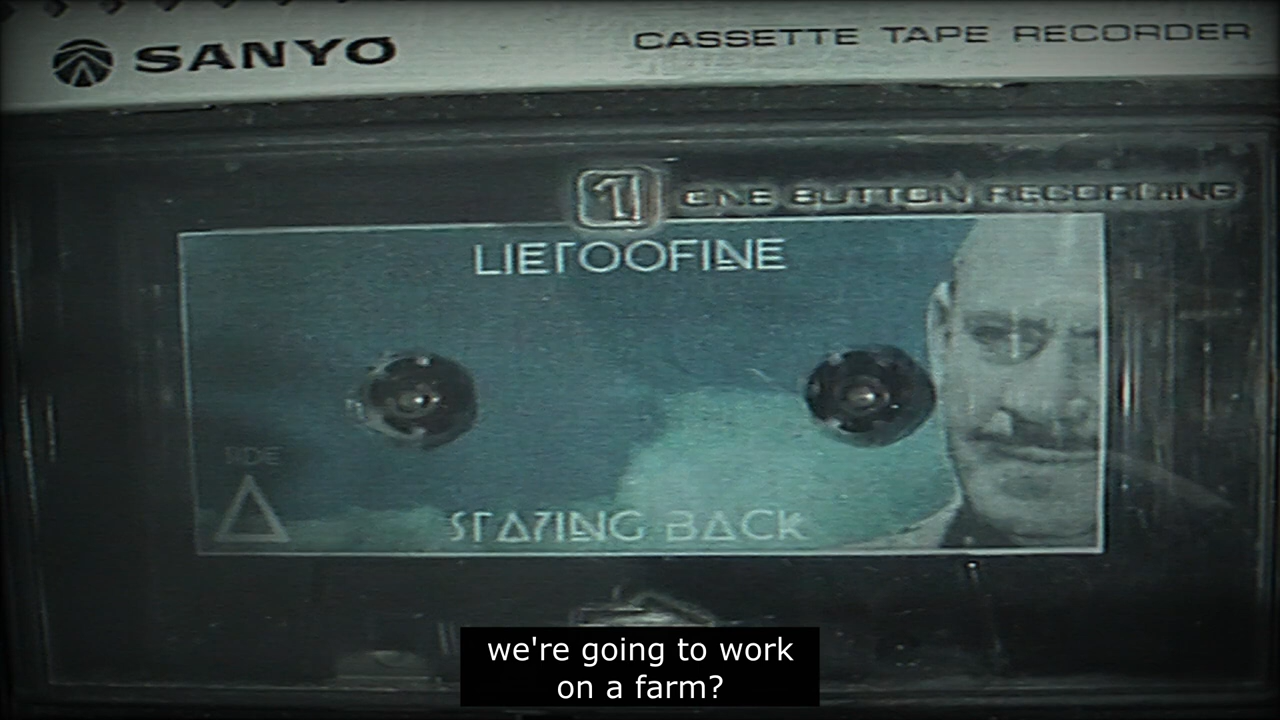 SANYO
CASSETTE TAPE RECORDER
1 ONE BUTTON RECORDING
LIETOOFINE
SIDE A
STAYING BACK
we're going to work
on a farm?